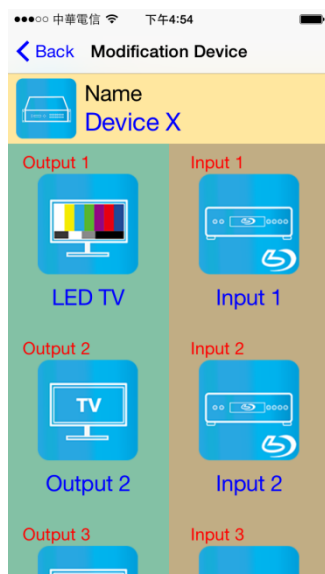 中華電信 下午4:54
Back Modification Device
Name
Device X
Output 1 Input 1
LED TV Input 1
Output 2 Input 2
TV
Output 2 Input 2
Output 3 Input 3